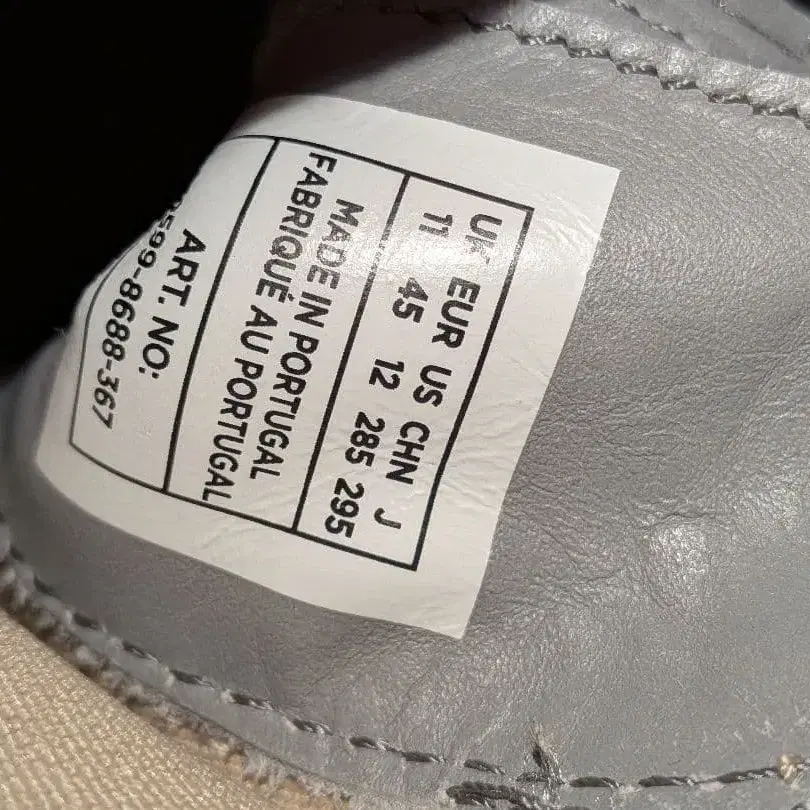 UK EUR US CHN J
11 45 12 285 295
MADE IN PORTUGAL
FABRIQUÉ AU PORTUGAL
ART. NO:
599-8688-367